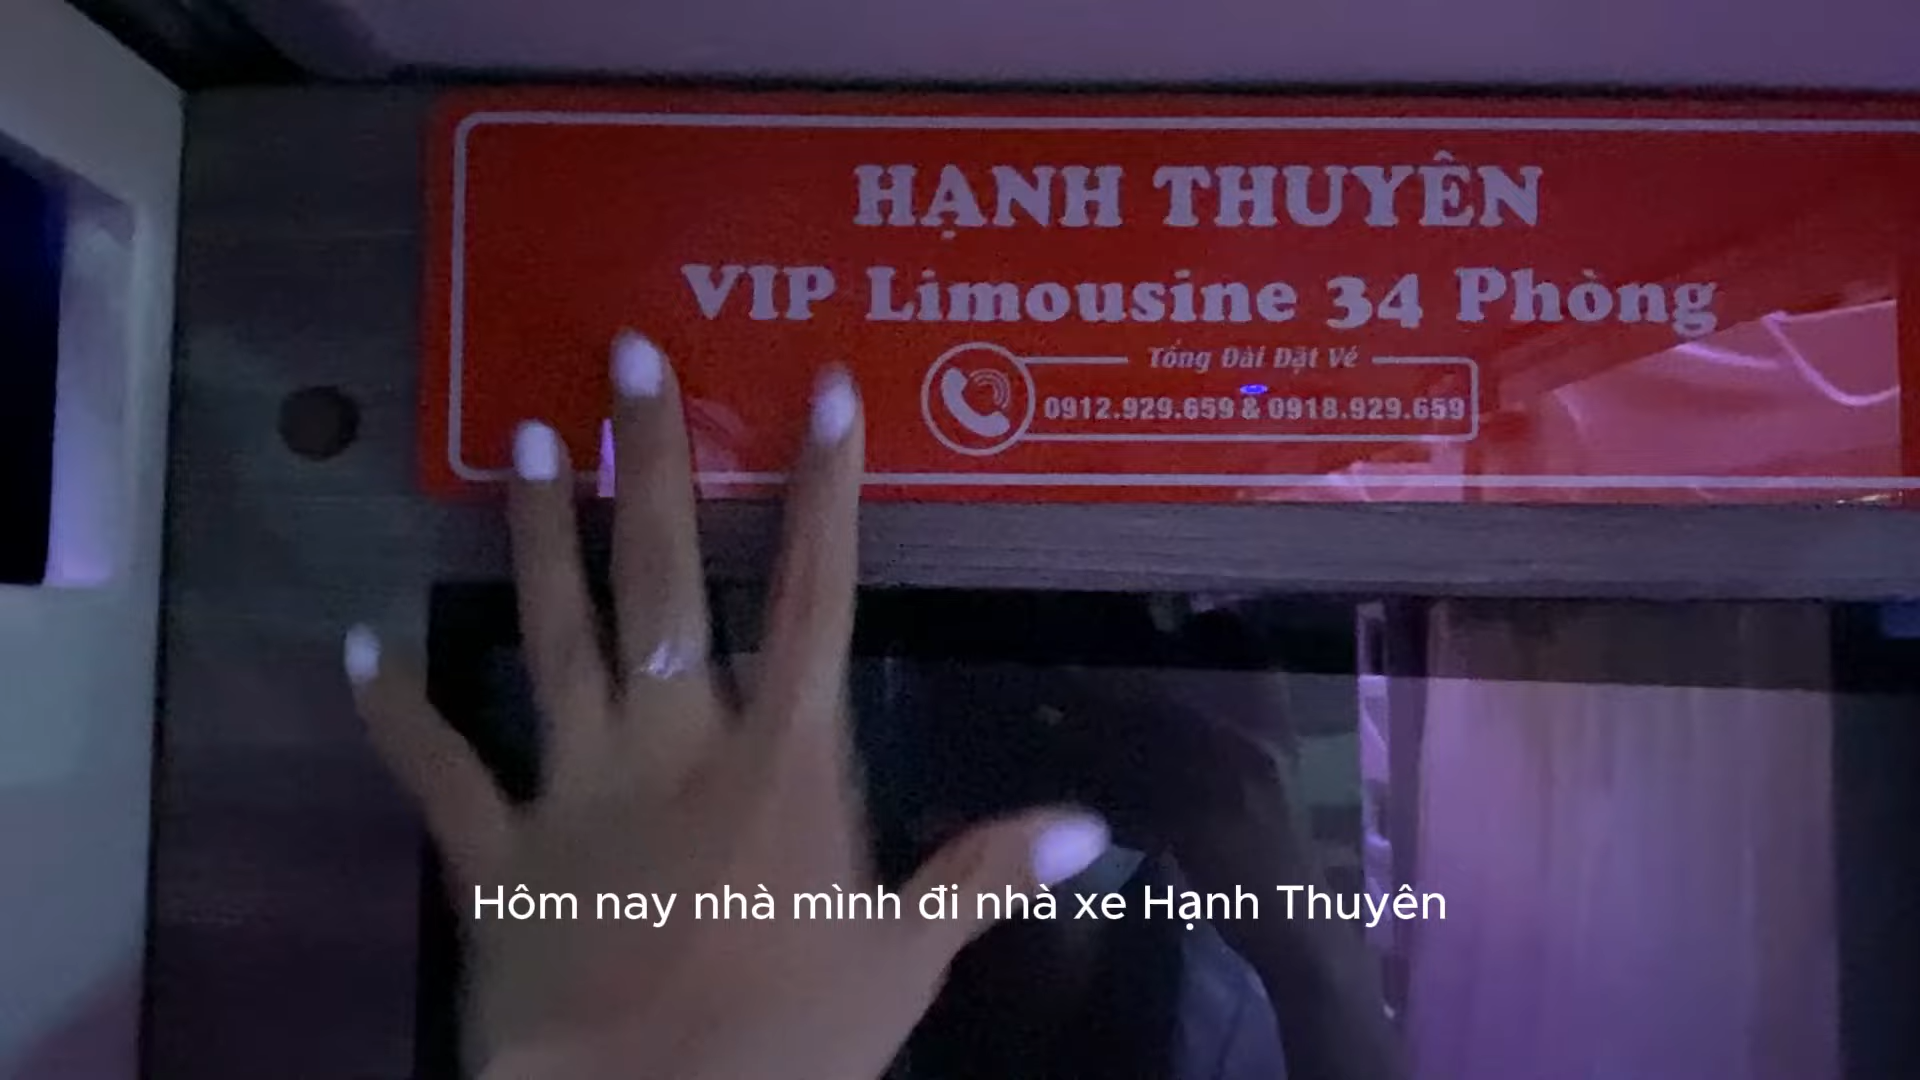 HẠNH THUYÊN
VIP Limousine 34 Phòng
Tổng Đài Đặt Vé
0912.929.659 & 0918.929.659
Hôm nay nhà mình đi nhà xe Hạnh Thuyên